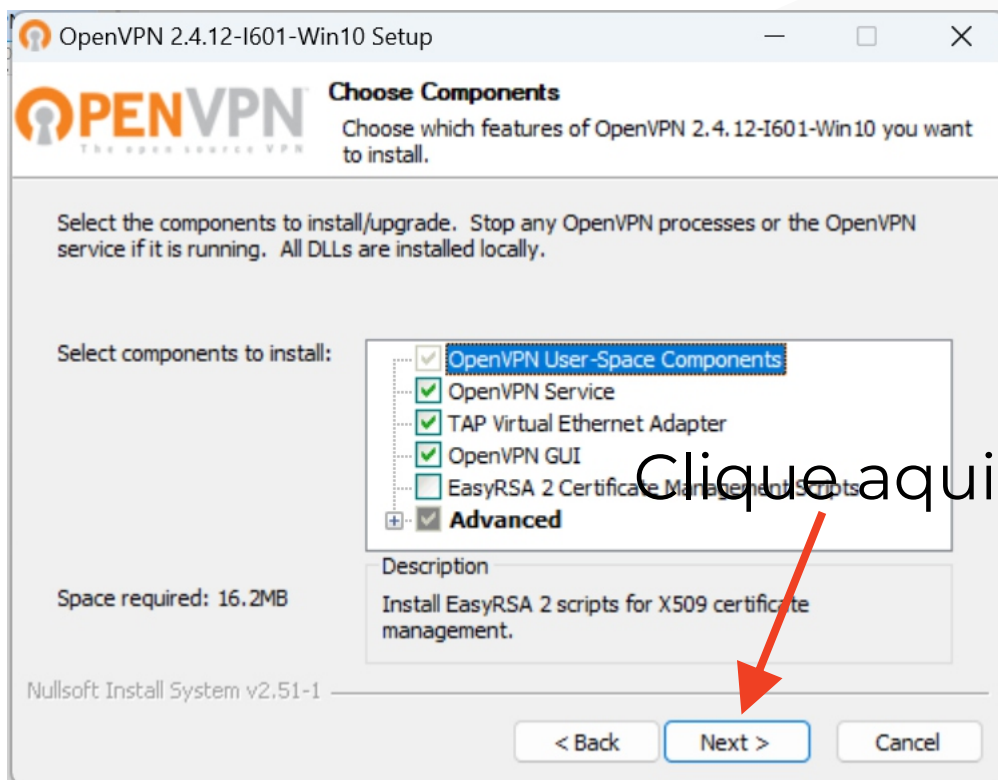 OpenVPN 2.4.12-I601-Win10 Setup
OPENVPN
The open source VPN
Choose Components
Choose which features of OpenVPN 2.4.12-I601-Win10 you want
to install.
Select the components to install/upgrade. Stop any OpenVPN processes or the OpenVPN
service if it is running. All DLLs are installed locally.
Select components to install:
OpenVPN User-Space Components
OpenVPN Service
TAP Virtual Ethernet Adapter
OpenVPN GUI
EasyRSA 2 Certificate Management Scripts
Advanced
Clique aqui
Space required: 16.2MB
Description
Install EasyRSA 2 scripts for X509 certificate
management.
Nullsoft Install System v2.51-1
< Back
Next >
Cancel